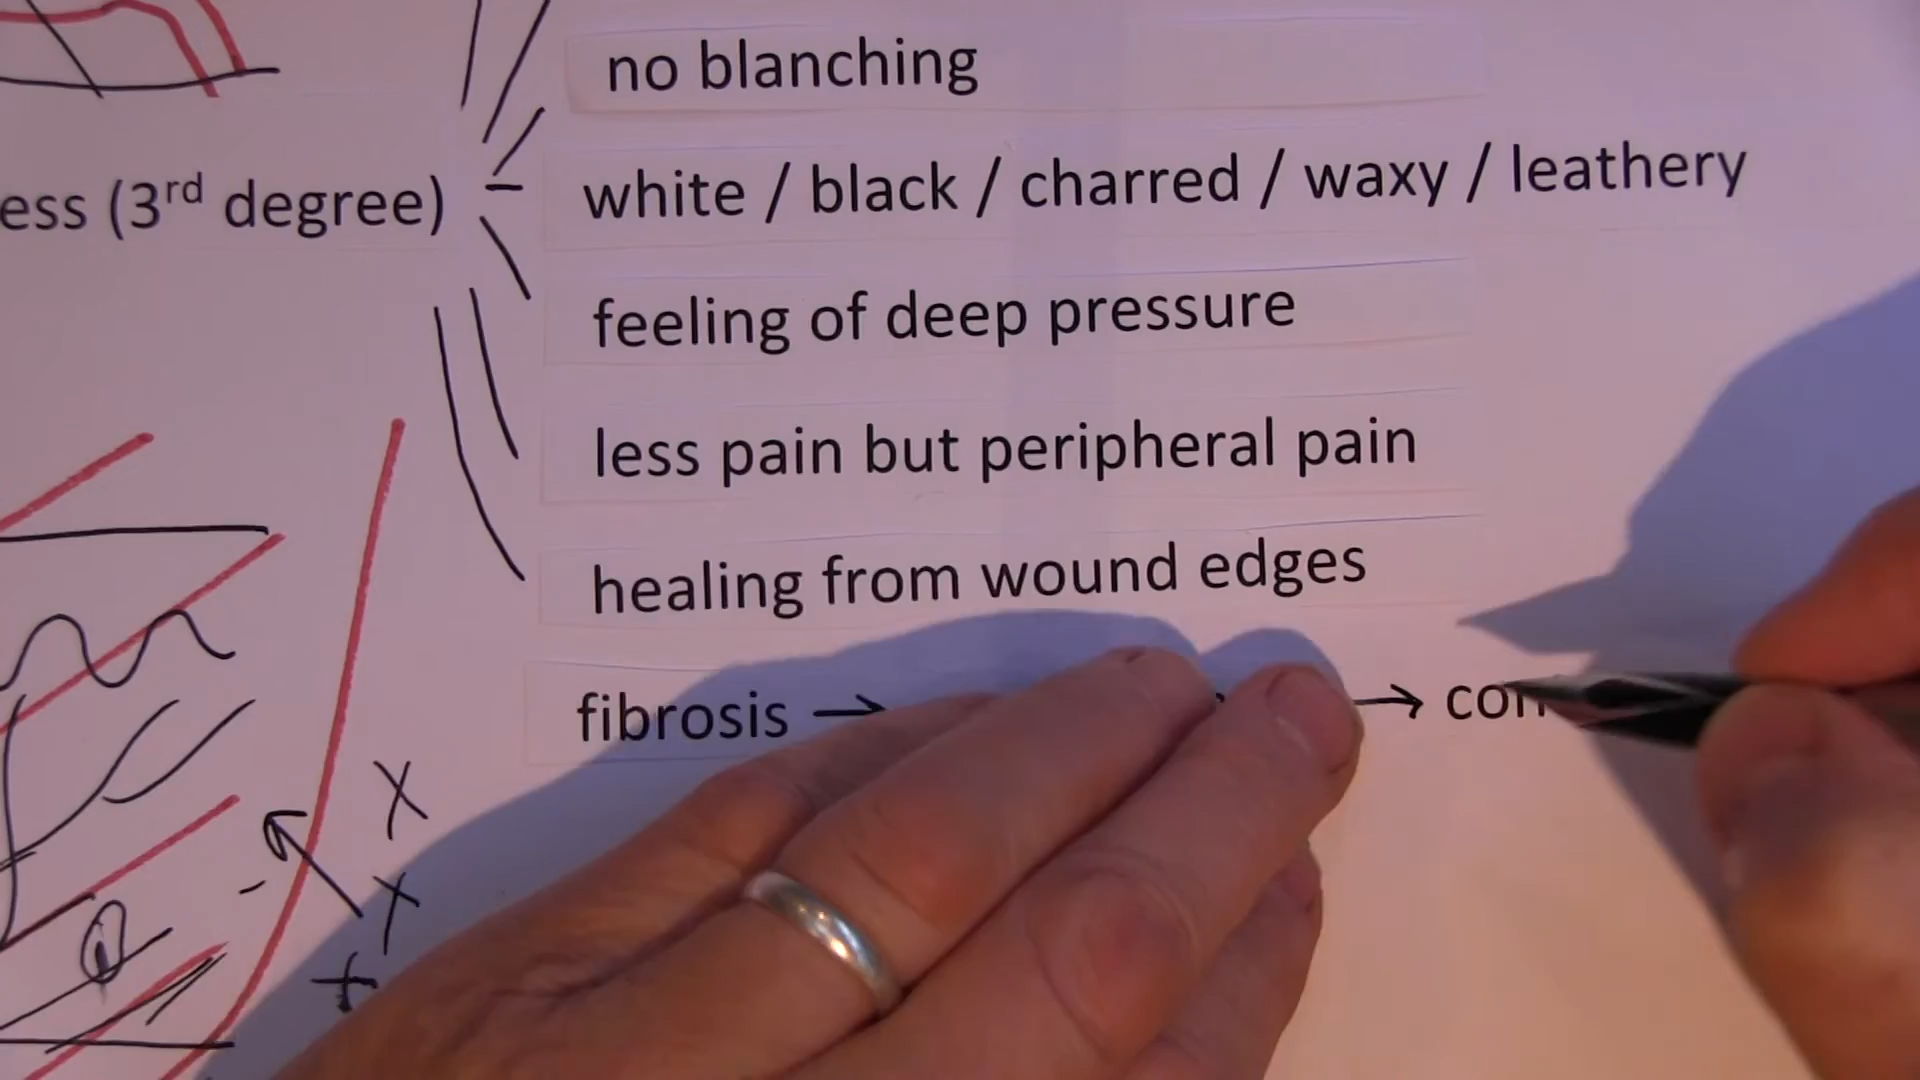 no blanching
white / black / charred / waxy / leathery
ess (3rd degree)
feeling of deep pressure
less pain but peripheral pain
healing from wound edges
fibrosis → → con